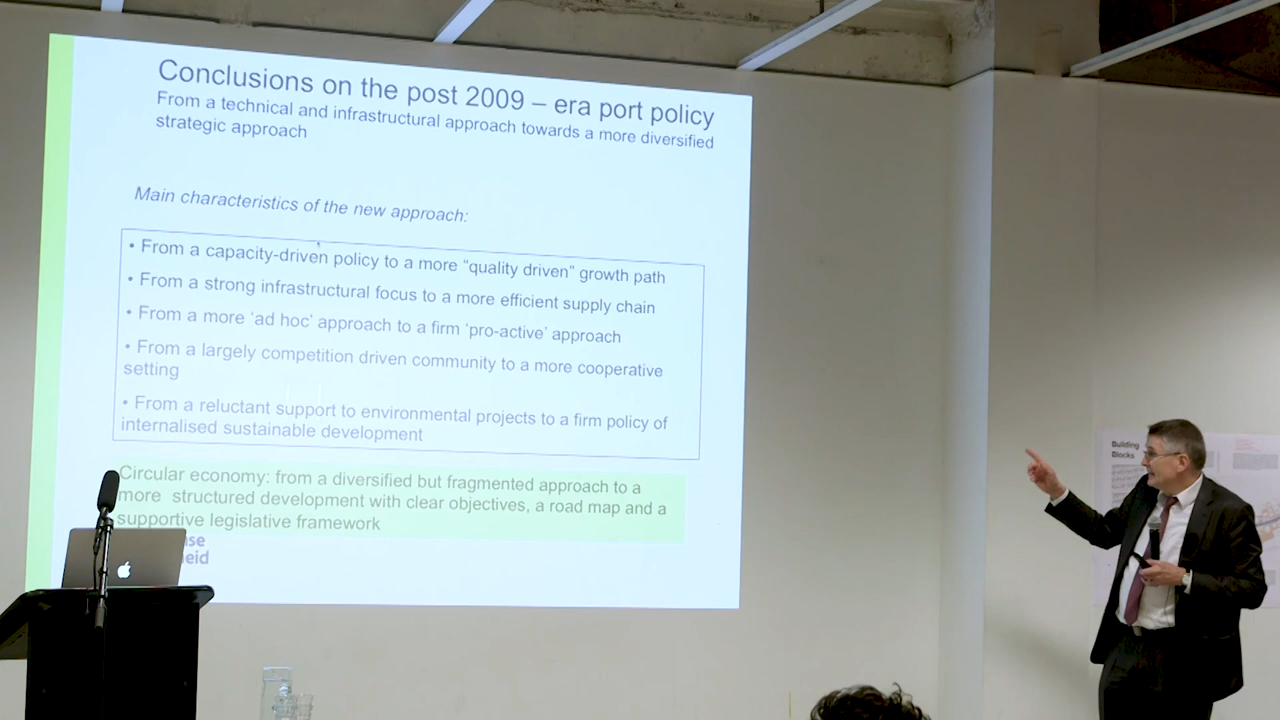 Conclusions on the post 2009 – era port policy
From a technical and infrastructural approach towards a more diversified
strategic approach
Main characteristics of the new approach:
• From a capacity-driven policy to a more “quality driven” growth path
• From a strong infrastructural focus to a more efficient supply chain
• From a more ‘ad hoc’ approach to a firm ‘pro-active’ approach
• From a largely competition driven community to a more cooperative
setting
• From a reluctant support to environmental projects to a firm policy of
internalised sustainable development
Circular economy: from a diversified but fragmented approach to a
more structured development with clear objectives, a road map and a
supportive legislative framework
Building
Blocks